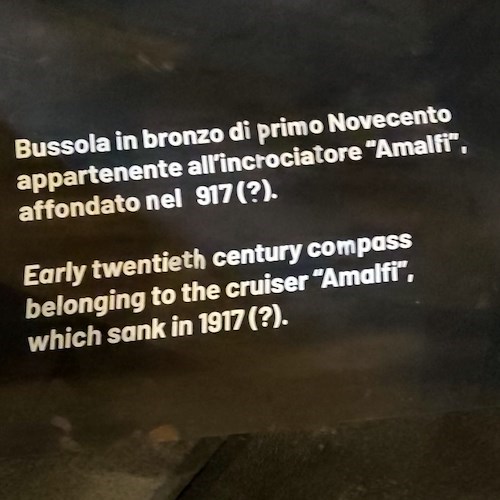 Bussola in bronzo di primo Novecento
appartenente all'incrociatore “Amalfi”,
affondato nel 917 (?).
Early twentieth century compass
belonging to the cruiser “Amalfi”,
which sank in 1917 (?).